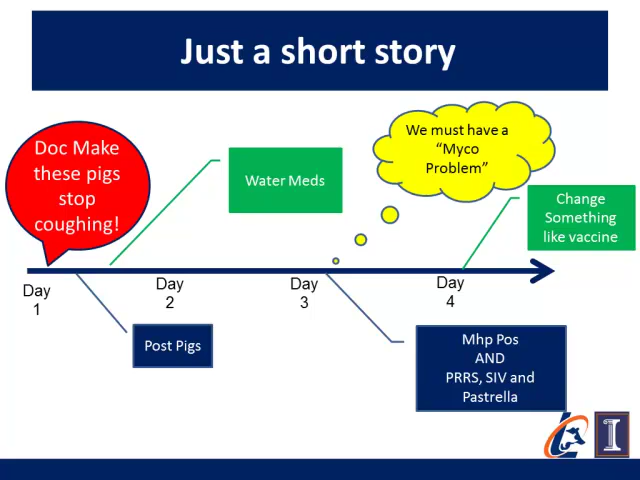 Just a short story
Doc Make
these pigs
stop
coughing!
Water Meds
We must have a
“Myco
Problem”
Change
Something
like vaccine
Day
1
Day
2
Day
3
Day
4
Post Pigs
Mhp Pos
AND
PRRS, SIV and
Pastrella
I